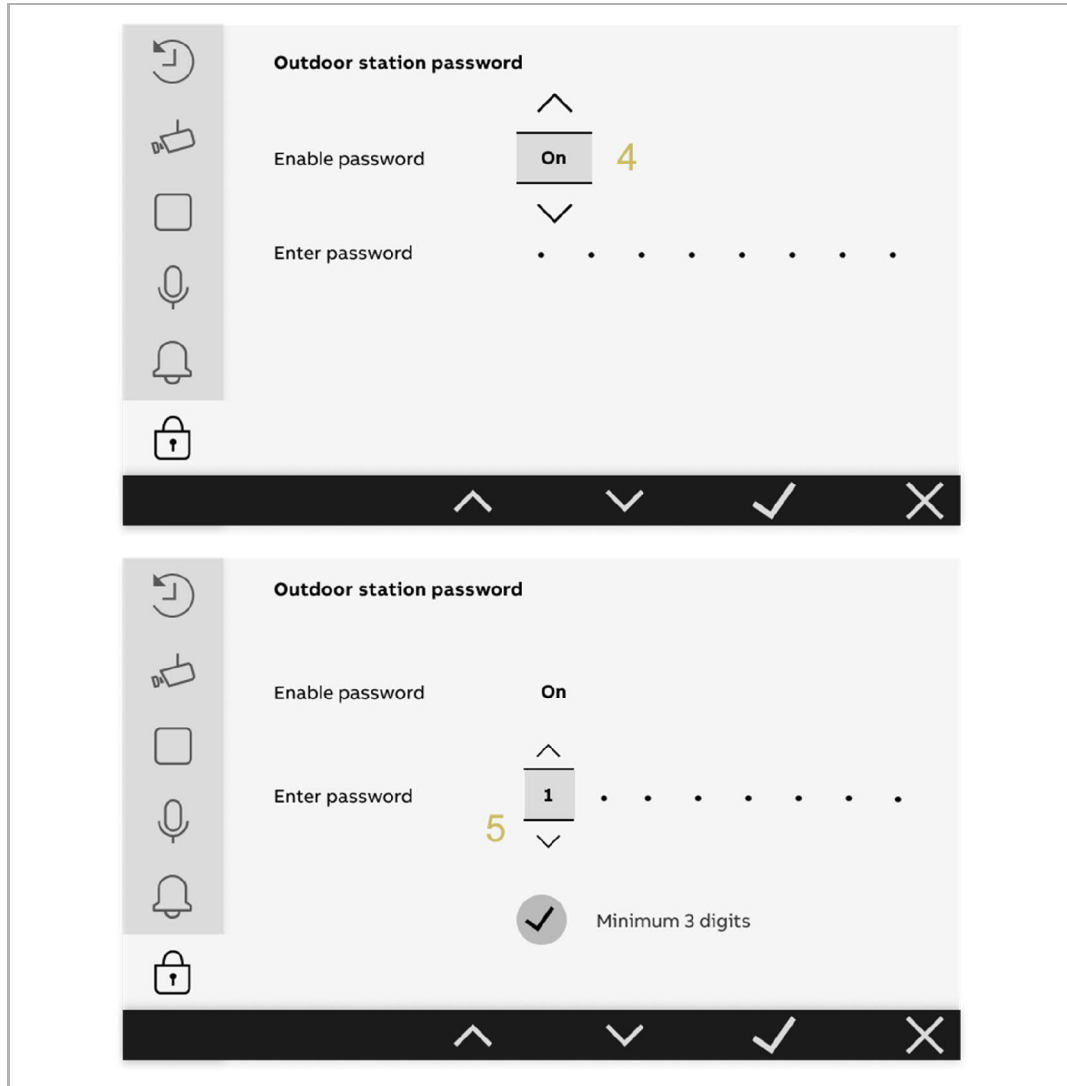 Outdoor station password
Enable password On 4
Enter password
Outdoor station password
Enable password On
Enter password 1
5
Minimum 3 digits